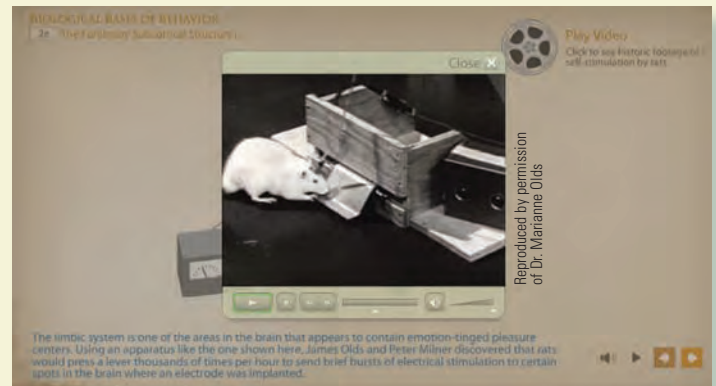 BIOLOGICAL BASIS OF BEHAVIOR
2e The Forebrain: Subcortical Structures
Play Video
Click to see historic footage of
self-stimulation by rats
Close X
Reproduced by permission
of Dr. Marianne Olds
The limbic system is one of the areas in the brain that appears to contain emotion-tinged pleasure
centers. Using an apparatus like the one shown here, James Olds and Peter Milner discovered that rats
would press a lever thousands of times per hour to send brief bursts of electrical stimulation to certain
spots in the brain where an electrode was implanted.